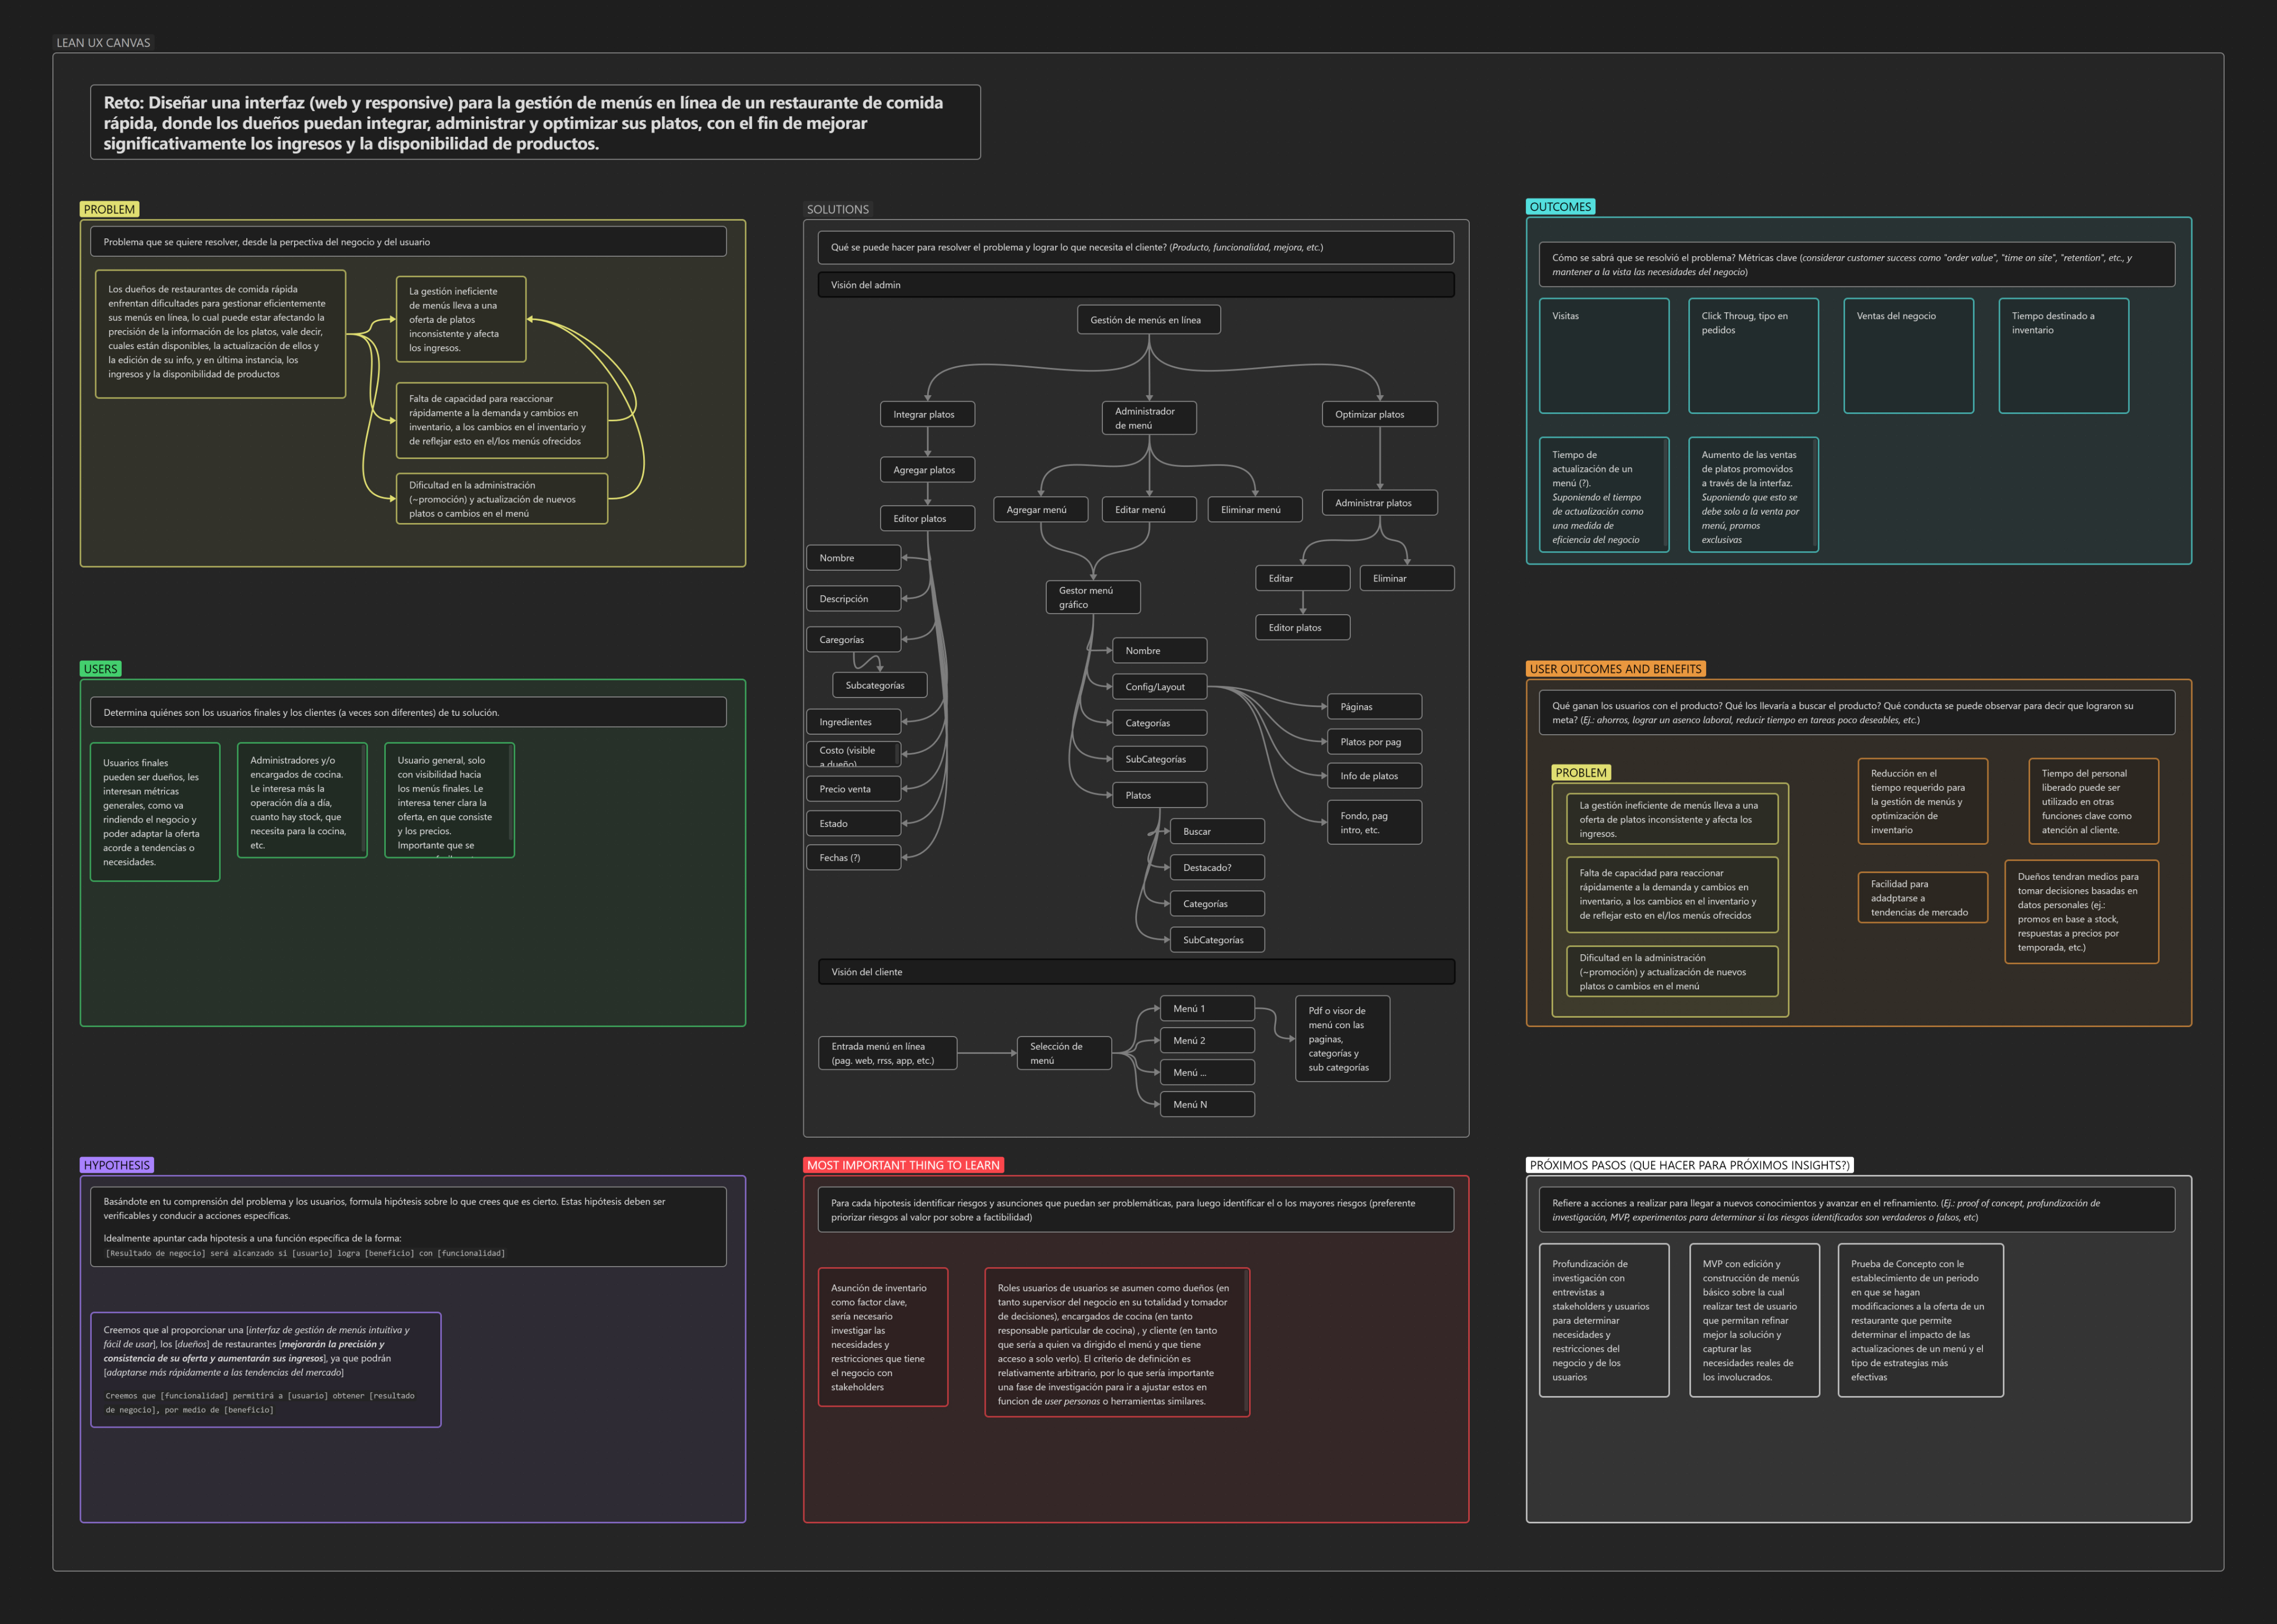 LEAN UX CANVAS
Reto: Diseñar una interfaz (web y responsive) para la gestión de menús en línea de un restaurante de comida
rápida, donde los dueños puedan integrar, administrar y optimizar sus platos, con el fin de mejorar
significativamente los ingresos y la disponibilidad de productos.
PROBLEM
Problema que se quiere resolver, desde la perpectiva del negocio y del usuario
Los dueños de restaurantes de comida rápida
enfrentan dificultades para gestionar eficientemente
sus menús en línea, lo cual puede estar afectando la
precisión de la información de los platos, vale decir,
cuales están disponibles, la actualización de ellos y
la edición de su info, y en última instancia, los
ingresos y la disponibilidad de productos
La gestión ineficiente
de menús lleva a una
oferta de platos
inconsistente y afecta
los ingresos.
Falta de capacidad para reaccionar
rápidamente a la demanda y cambios en
inventario, a los cambios en el inventario y
de reflejar esto en el/los menús ofrecidos
Dificultad en la administración
(~promoción) y actualización de nuevos
platos o cambios en el menú
SOLUTIONS
Qué se puede hacer para resolver el problema y lograr lo que necesita el cliente? (Producto, funcionalidad, mejora, etc.)
Visión del admin
Gestión de menús en línea
Integrar platos
Administrador
de menú
Optimizar platos
Agregar platos
Editor platos
Agregar menú
Editar menú
Eliminar menú
Administrar platos
Editar
Eliminar
Editor platos
Nombre
Descripción
Caregorías
Subcategorías
Ingredientes
Costo (visible
a dueño)
Precio venta
Estado
Fechas (?)
Gestor menú
gráfico
Nombre
Config/Layout
Categorías
SubCategorías
Platos
Páginas
Platos por pag
Info de platos
Fondo, pag
intro, etc.
Buscar
Destacado?
Categorías
SubCategorías
Visión del cliente
Entrada menú en línea
(pag. web, rrss, app, etc.)
Selección de
menú
Menú 1
Menú 2
Menú ...
Menú N
Pdf o visor de
menú con las
paginas,
categorías y
sub categorías
OUTCOMES
Cómo se sabrá que se resolvió el problema? Métricas clave (considerar customer success como "order value", "time on site", "retention", etc., y
mantener a la vista las necesidades del negocio)
Visitas
Click Throug, tipo en
pedidos
Ventas del negocio
Tiempo destinado a
inventario
Tiempo de
actualización de un
menú (?).
Suponiendo el tiempo
de actualización como
una medida de
eficiencia del negocio
Aumento de las ventas
de platos promovidos
a través de la interfaz.
Suponiendo que esto se
debe solo a la venta por
menú, promos
exclusivas
USERS
Determina quiénes son los usuarios finales y los clientes (a veces son diferentes) de tu solución.
Usuarios finales
pueden ser dueños, les
interesan métricas
generales, como va
rindiendo el negocio y
poder adaptar la oferta
acorde a tendencias o
necesidades.
Administradores y/o
encargados de cocina.
Le interesa más la
operación día a día,
cuanto hay stock, que
necesita para la cocina,
etc.
Usuario general, solo
con visibilidad hacia
los menús finales. Le
interesa tener clara la
oferta, en que consiste
y los precios.
Importante que se
USER OUTCOMES AND BENEFITS
Qué ganan los usuarios con el producto? Qué los llevaría a buscar el producto? Qué conducta se puede observar para decir que lograron su
meta? (Ej.: ahorros, lograr un asenco laboral, reducir tiempo en tareas poco deseables, etc.)
PROBLEM
La gestión ineficiente de menús lleva a una
oferta de platos inconsistente y afecta los
ingresos.
Falta de capacidad para reaccionar
rápidamente a la demanda y cambios en
inventario, a los cambios en el inventario y
de reflejar esto en el/los menús ofrecidos
Dificultad en la administración
(~promoción) y actualización de nuevos
platos o cambios en el menú
Reducción en el
tiempo requerido para
la gestión de menús y
optimización de
inventario
Tiempo del personal
liberado puede ser
utilizado en otras
funciones clave como
atención al cliente.
Facilidad para
adadptarse a
tendencias de mercado
Dueños tendran medios para
tomar decisiones basadas en
datos personales (ej.:
promos en base a stock,
respuestas a precios por
temporada, etc.)
HYPOTHESIS
Basándote en tu comprensión del problema y los usuarios, formula hipótesis sobre lo que crees que es cierto. Estas hipótesis deben ser
verificables y conducir a acciones específicas.
Idealmente apuntar cada hipotesis a una función específica de la forma:
[Resultado de negocio] será alcanzado si [usuario] logra [beneficio] con [funcionalidad]
Creemos que al proporcionar una [interfaz de gestión de menús intuitiva y
fácil de usar], los [dueños] de restaurantes [mejorarán la precisión y
consistencia de su oferta y aumentarán sus ingresos], ya que podrán
[adaptarse más rápidamente a las tendencias del mercado]
Creemos que [funcionalidad] permitirá a [usuario] obtener [resultado
de negocio], por medio de [beneficio]
MOST IMPORTANT THING TO LEARN
Para cada hipotesis identificar riesgos y asunciones que puedan ser problemáticas, para luego identificar el o los mayores riesgos (preferente
priorizar riesgos al valor por sobre a factibilidad)
Asunción de inventario
como factor clave,
sería necesario
investigar las
necesidades y
restricciones que tiene
el negocio con
stakeholders
Roles usuarios de usuarios se asumen como dueños (en
tanto supervisor del negocio en su totalidad y tomador
de decisiones), encargados de cocina (en tanto
responsable particular de cocina) , y cliente (en tanto
que sería a quien va dirigido el menú y que tiene
acceso a solo verlo). El criterio de definición es
relativamente arbitrario, por lo que sería importante
una fase de investigación para ir a ajustar estos en
funcion de user personas o herramientas similares.
PRÓXIMOS PASOS (QUE HACER PARA PRÓXIMOS INSIGHTS?)
Refiere a acciones a realizar para llegar a nuevos conocimientos y avanzar en el refinamiento. (Ej.: proof of concept, profundización de
investigación, MVP, experimentos para determinar si los riesgos identificados son verdaderos o falsos, etc)
Profundización de
investigación con
entrevistas a
stakeholders y usuarios
para determinar
necesidades y
restricciones del
negocio y de los
usuarios
MVP con edición y
construcción de menús
básico sobre la cual
realizar test de usuario
que permitan refinar
mejor la solución y
capturar las
necesidades reales de
los involucrados.
Prueba de Concepto con le
establecimiento de un periodo
en que se hagan
modificaciones a la oferta de un
restaurante que permite
determinar el impacto de las
actualizaciones de un menú y el
tipo de estrategias más
efectivas